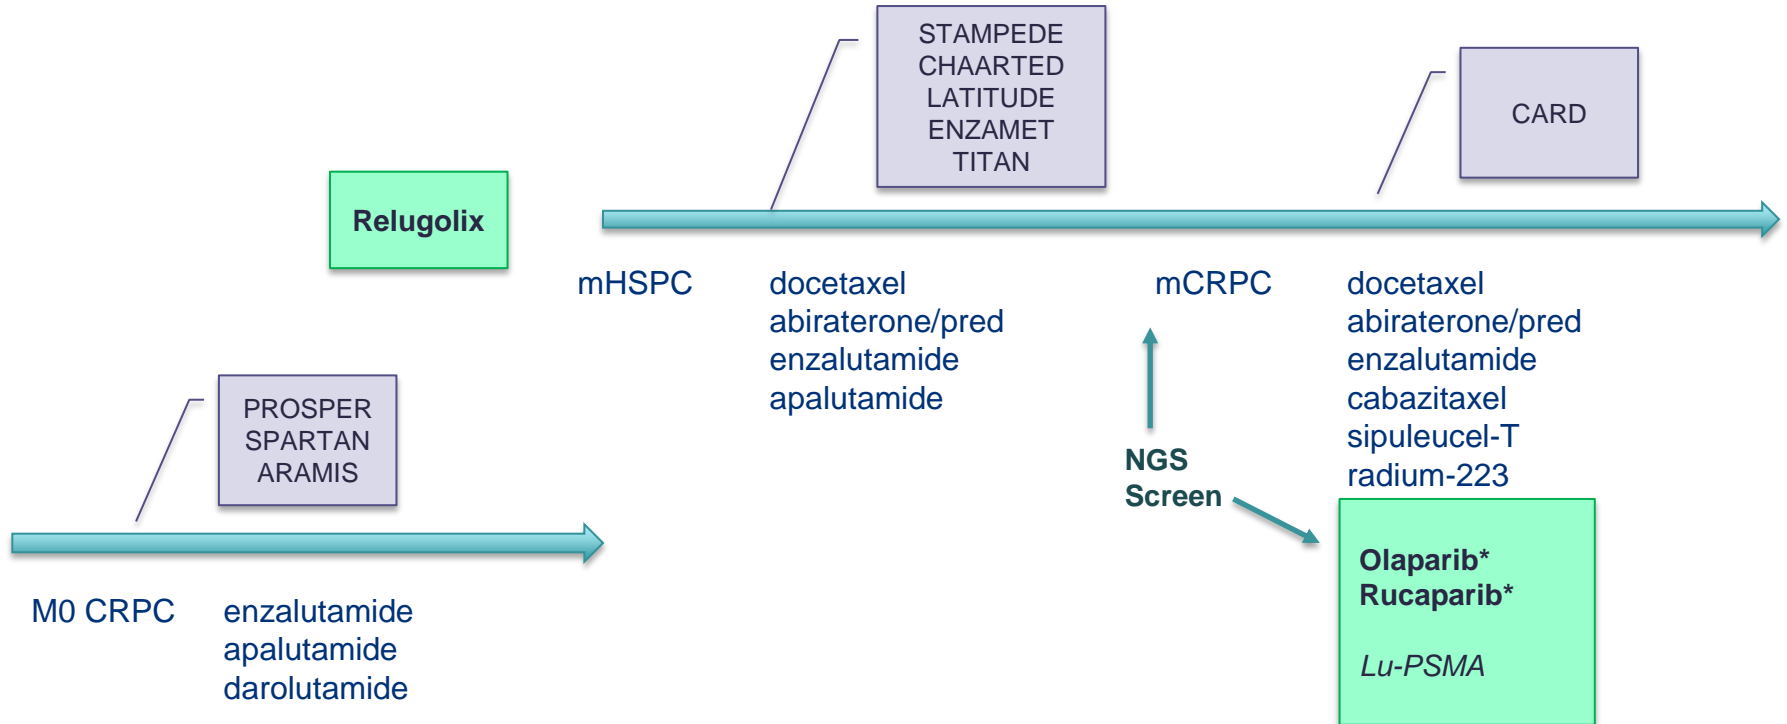 STAMPEDE
CHAARTED
LATITUDE
ENZAMET
TITAN
CARD
Relugolix
mHSPC
docetaxel
abiraterone/pred
enzalutamide
apalutamide
mCRPC
docetaxel
abiraterone/pred
enzalutamide
cabazitaxel
sipuleucel-T
radium-223
NGS
Screen
Olaparib*
Rucaparib*
Lu-PSMA
PROSPER
SPARTAN
ARAMIS
M0 CRPC
enzalutamide
apalutamide
darolutamide